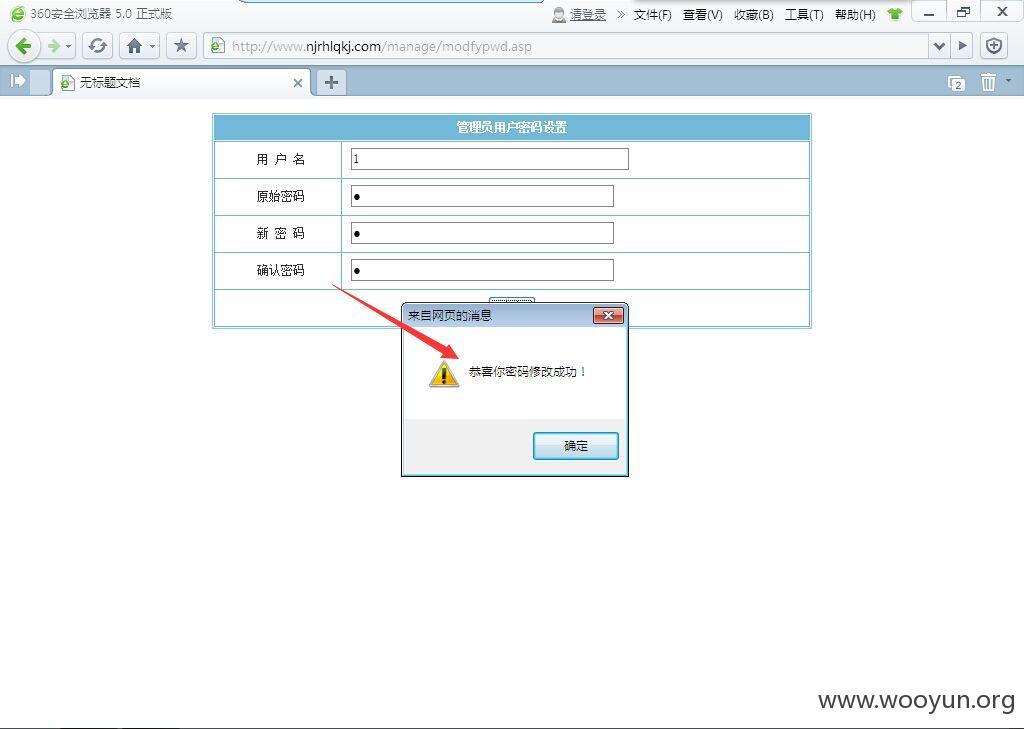 360安全浏览器 5.0 正式版
请登录 » 文件(F) 查看(V) 收藏(B) 工具(T) 帮助(H)
http://www.njrhlqkj.com/manage/modfypwd.asp
无标题文档
2
管理员用户密码设置
用 户 名 1
原始密码
新 密 码
确认密码
来自网页的消息
恭喜你密码修改成功！
确定
www.wooyun.org